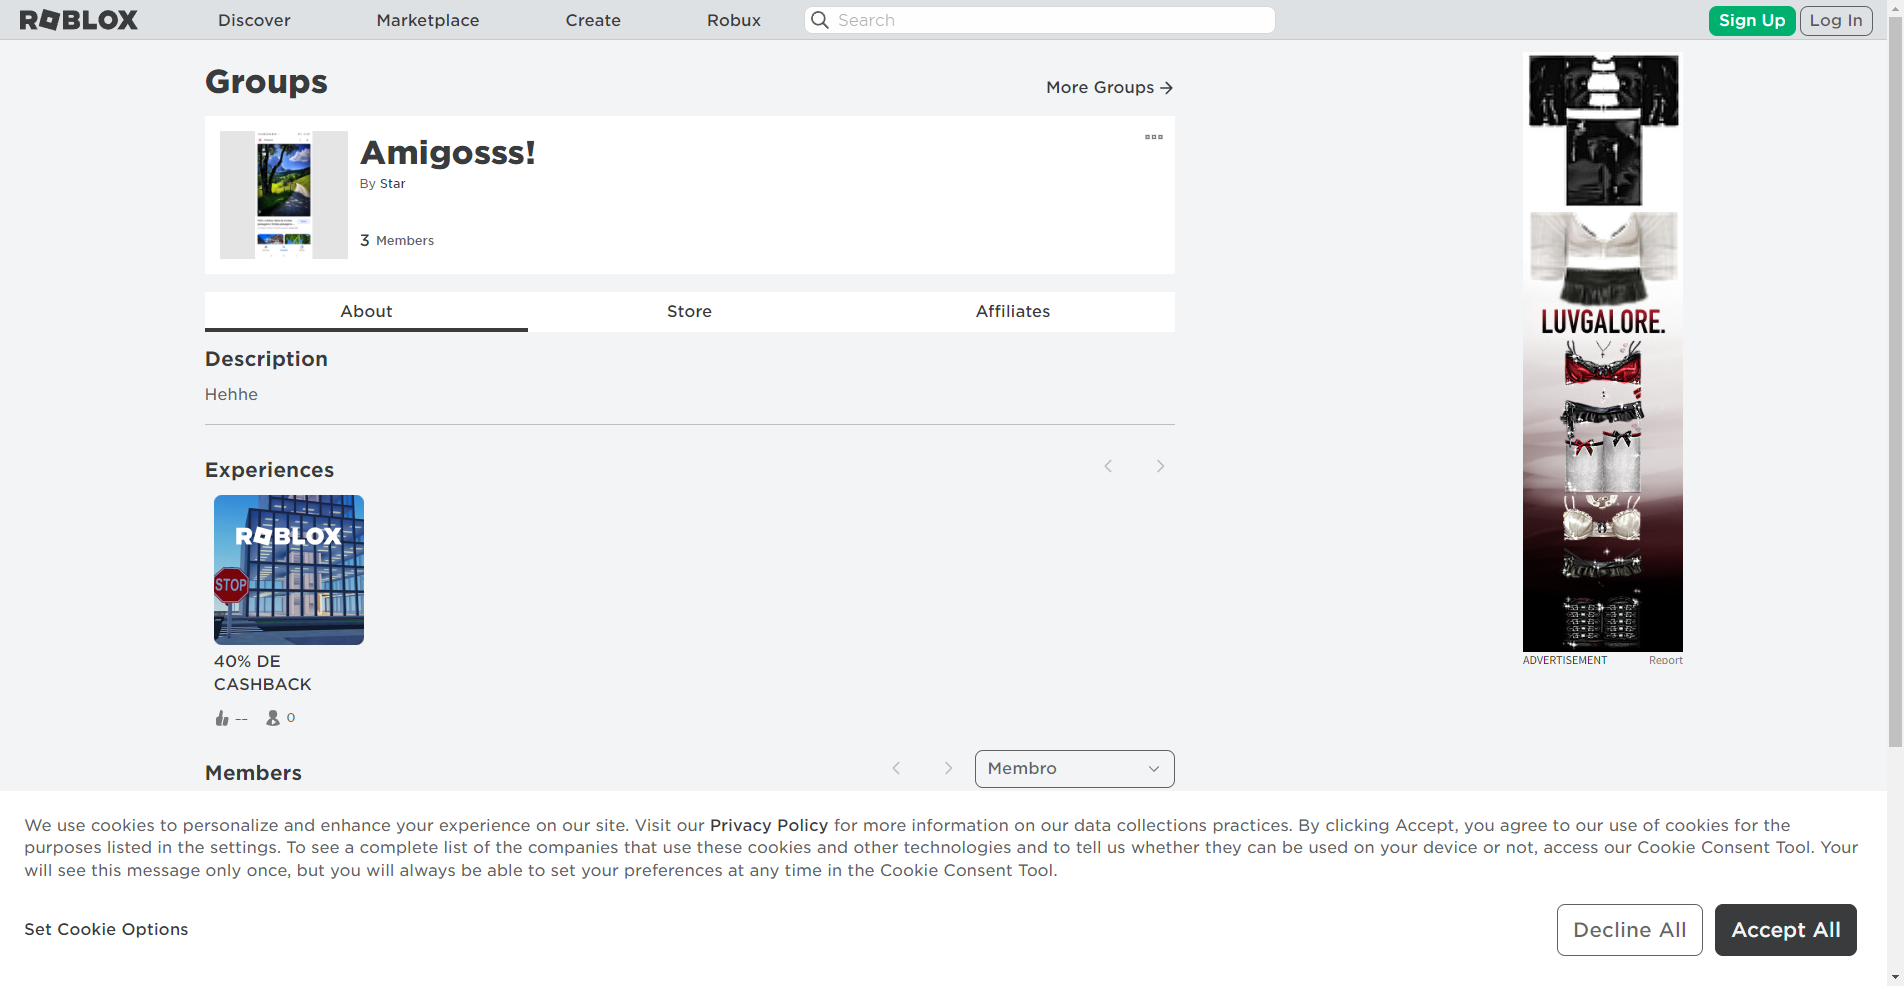 ROBLOX Discover Marketplace Create Robux Search Sign Up Log In
Groups
More Groups
Amigosss!
By Star
3 Members
About Store Affiliates
Description
Hehhe
Experiences
ROBLOX
STOP
40% DE
CASHBACK
-- 0
Members
Membro
LUVGALORE.
ADVERTISEMENT Report
We use cookies to personalize and enhance your experience on our site. Visit our Privacy Policy for more information on our data collections practices. By clicking Accept, you agree to our use of cookies for the
purposes listed in the settings. To see a complete list of the companies that use these cookies and other technologies and to tell us whether they can be used on your device or not, access our Cookie Consent Tool. Your
will see this message only once, but you will always be able to set your preferences at any time in the Cookie Consent Tool.
Set Cookie Options
Decline All Accept All